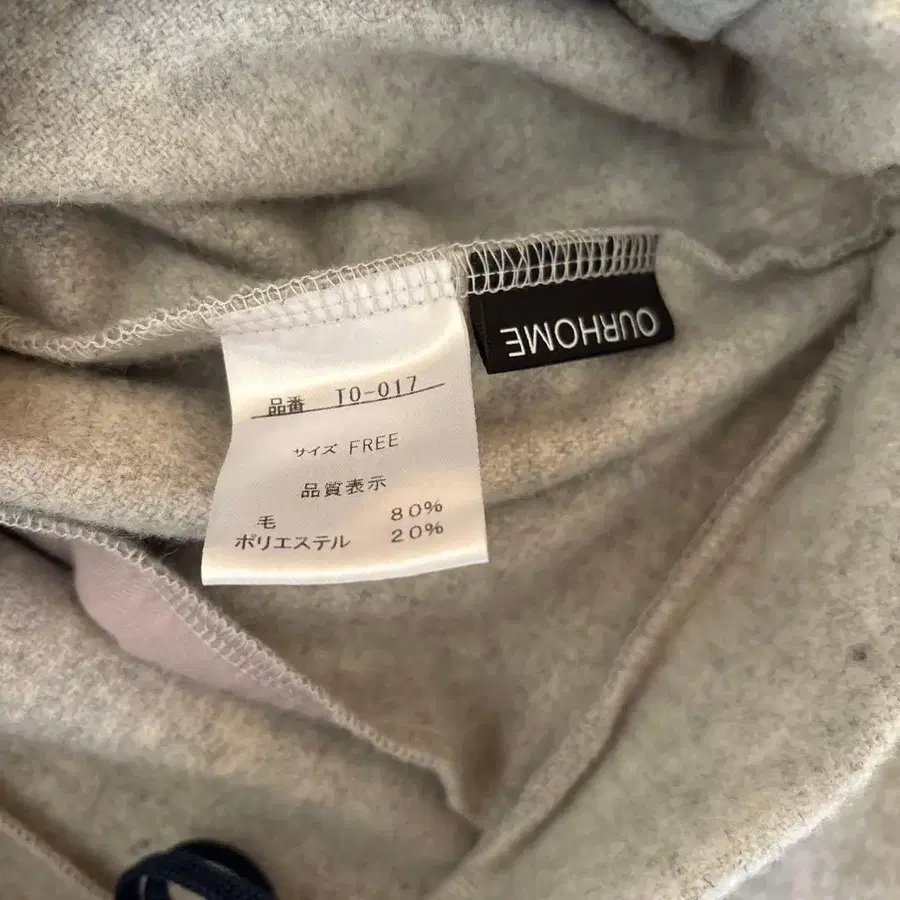 OURHOME
品番 TO-017
サイズ FREE
品質表示
毛 80%
ポリエステル 20%